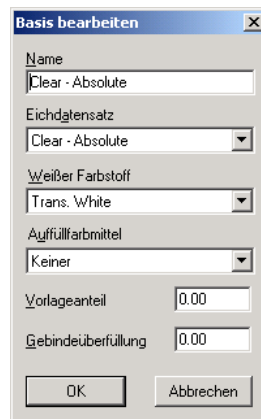 Basis bearbeiten
Name
Clear - Absolute
Eichdatensatz
Clear - Absolute
Weißer Farbstoff
Trans. White
Auffüllfarbmittel
Keiner
Vorlageanteil 0.00
Gebindeüberfüllung 0.00
OK Abbrechen